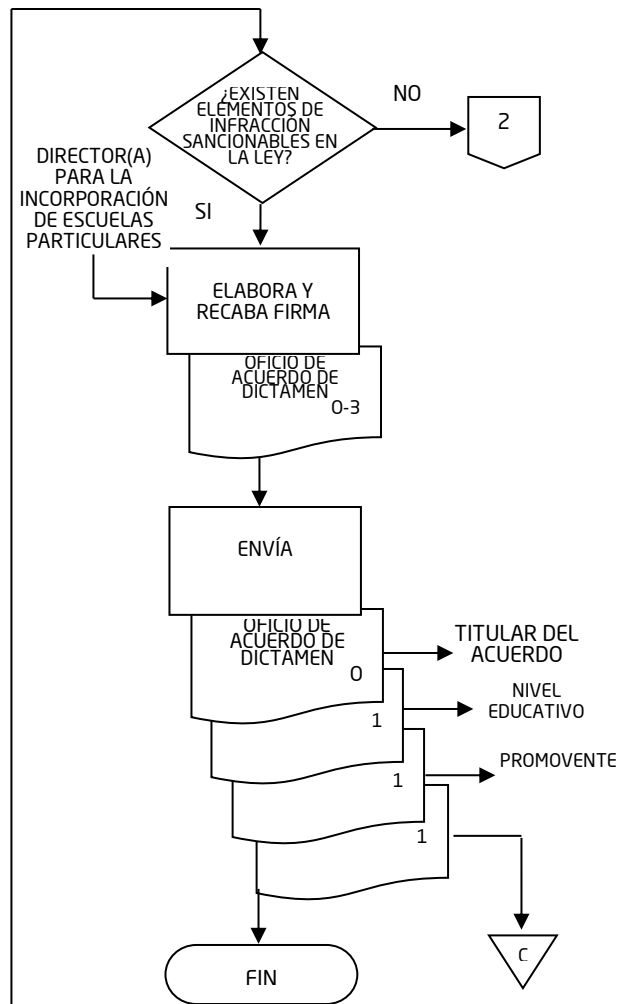 ¿EXISTEN
ELEMENTOS DE
INFRACCIÓN
SANCIONABLES EN
LA LEY?
NO
2
DIRECTOR(A)
PARA LA
INCORPORACIÓN
DE ESCUELAS
PARTICULARES
SI
ELABORA Y
RECABA FIRMA
OFICIO DE
ACUERDO DE
DICTAMEN
O-3
ENVÍA
OFICIO DE
ACUERDO DE
DICTAMEN
O
TITULAR DEL
ACUERDO
1
NIVEL
EDUCATIVO
1
PROMOVENTE
1
C
FIN